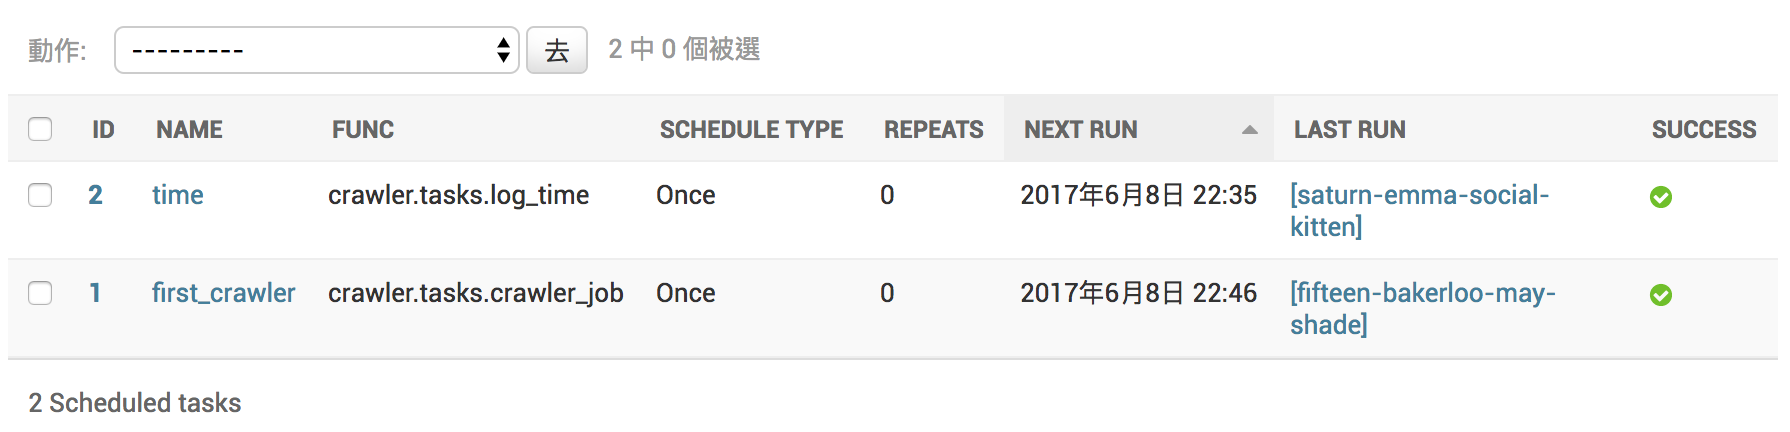 動作: --------- 去 2 中 0 個被選
ID NAME FUNC SCHEDULE TYPE REPEATS NEXT RUN LAST RUN SUCCESS
2 time crawler.tasks.log_time Once 0 2017年6月8日 22:35 [saturn-emma-social-
kitten]
1 first_crawler crawler.tasks.crawler_job Once 0 2017年6月8日 22:46 [fifteen-bakerloo-may-
shade]
2 Scheduled tasks